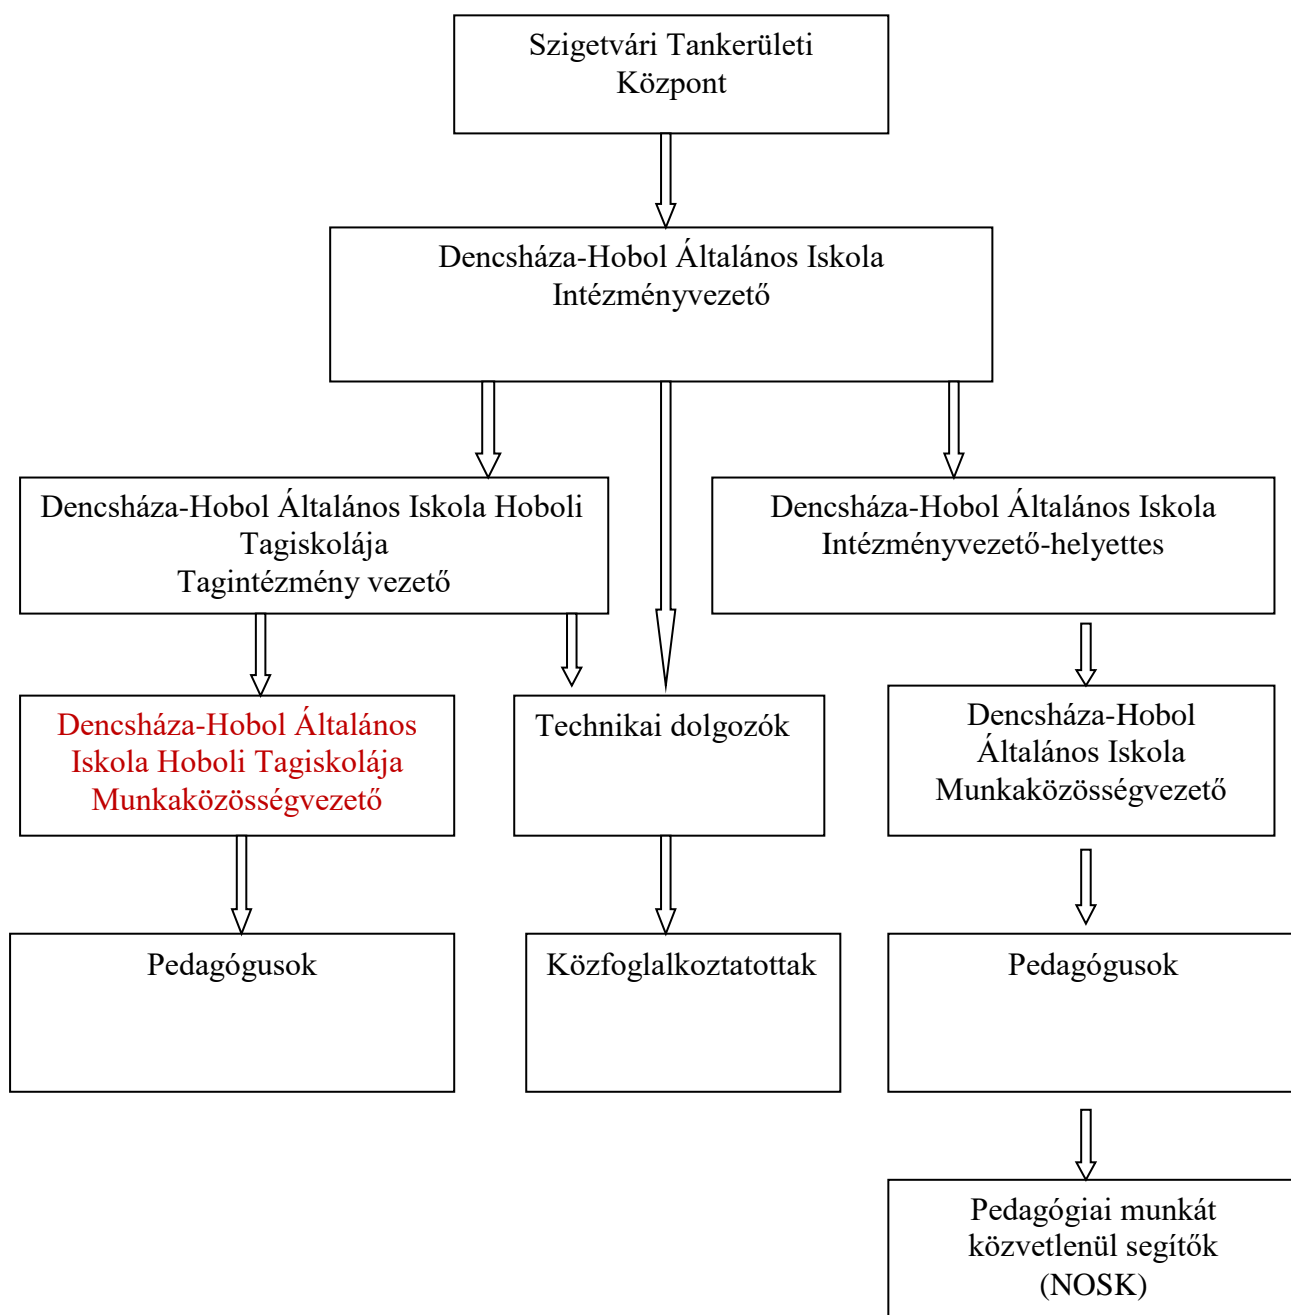 Szigetvári Tankerületi
Központ
Dencsháza-Hobol Általános Iskola
Intézményvezető
Dencsháza-Hobol Általános Iskola Hoboli
Tagiskolája
Tagintézmény vezető
Dencsháza-Hobol Általános Iskola
Intézményvezető-helyettes
Dencsháza-Hobol Általános
Iskola Hoboli Tagiskolája
Munkaközösségvezető
Technikai dolgozók
Dencsháza-Hobol
Általános Iskola
Munkaközösségvezető
Pedagógusok
Közfoglalkoztatottak
Pedagógusok
Pedagógiai munkát
közvetlenül segítők
(NOSK)